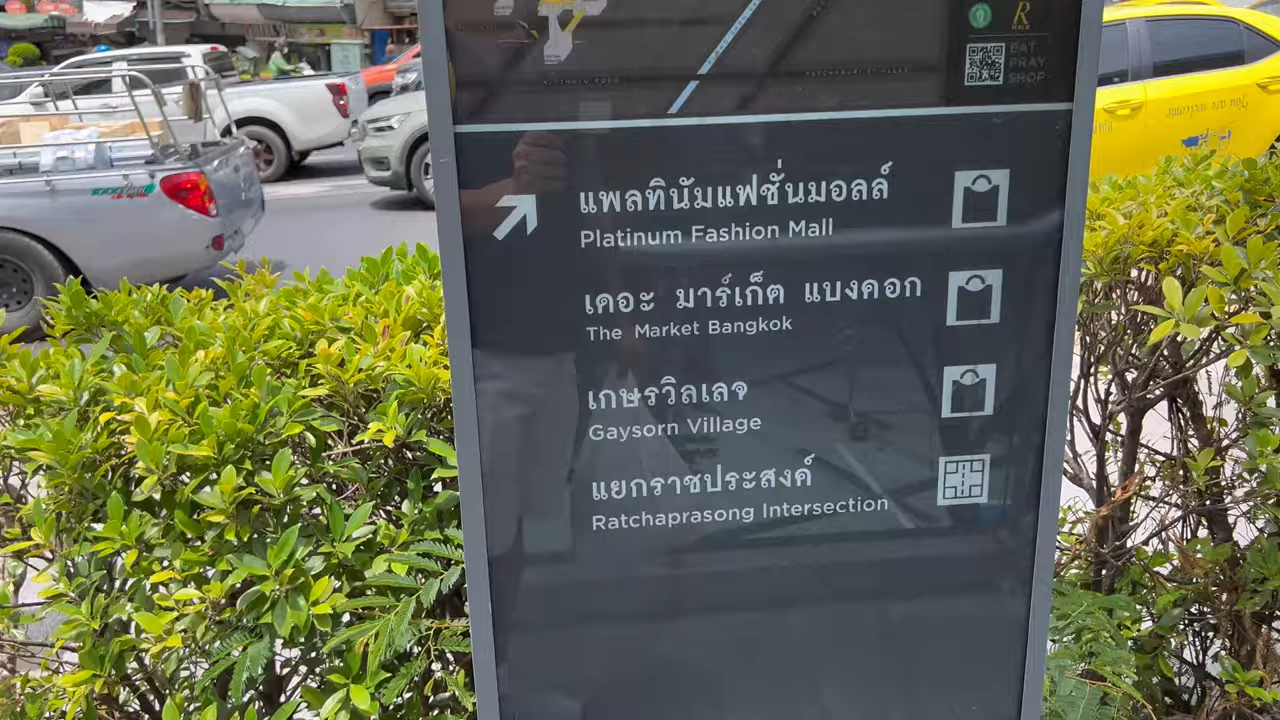 R
EAT
PRAY
SHOP
แพลทินัมแฟชั่นมอลล์
Platinum Fashion Mall
เดอะ มาร์เก็ต แบงคอก
The Market Bangkok
เกษรวิลเลจ
Gaysorn Village
แยกราชประสงค์
Ratchaprasong Intersection